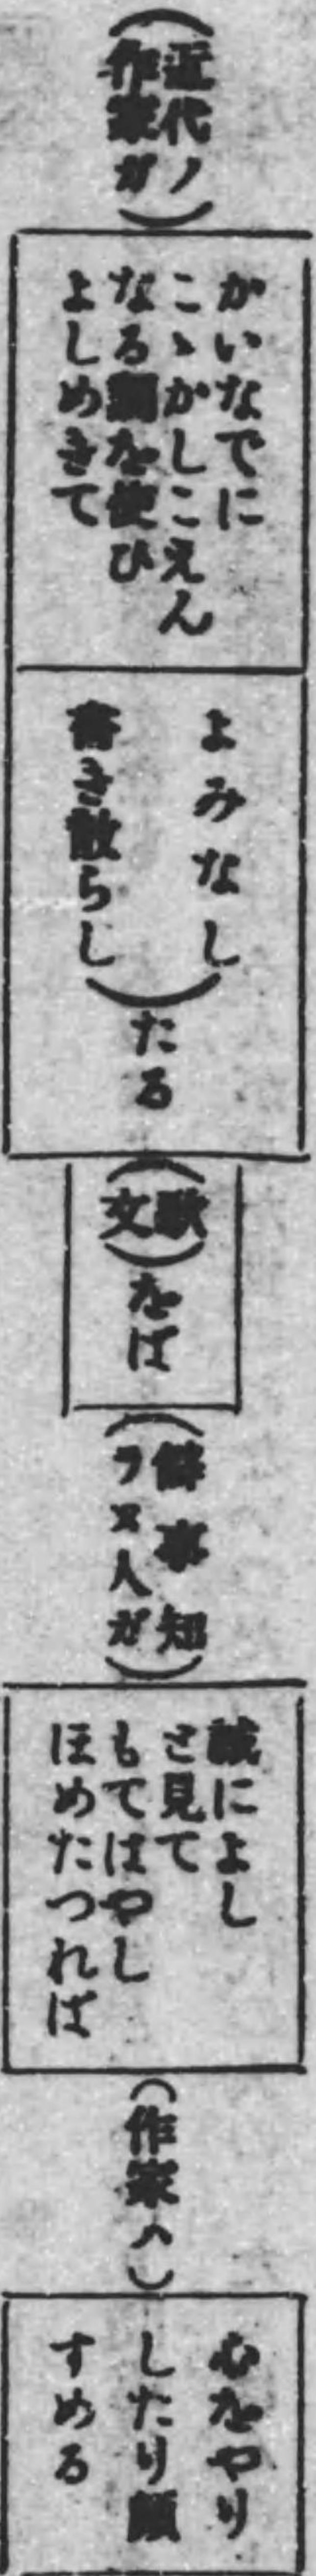 (近代ノ
作家ガ)
かいなでに
こゝかしこえん
なる詞を使ひ
よしめきて
よみなし
書き散らし
たる
(歌
文)
をば
(鮮事知
ラヌ人ガ)
誠によし
と見て
もてはやし
ほめたつれば
(作家ハ)
心をやり
したり顔
すめる